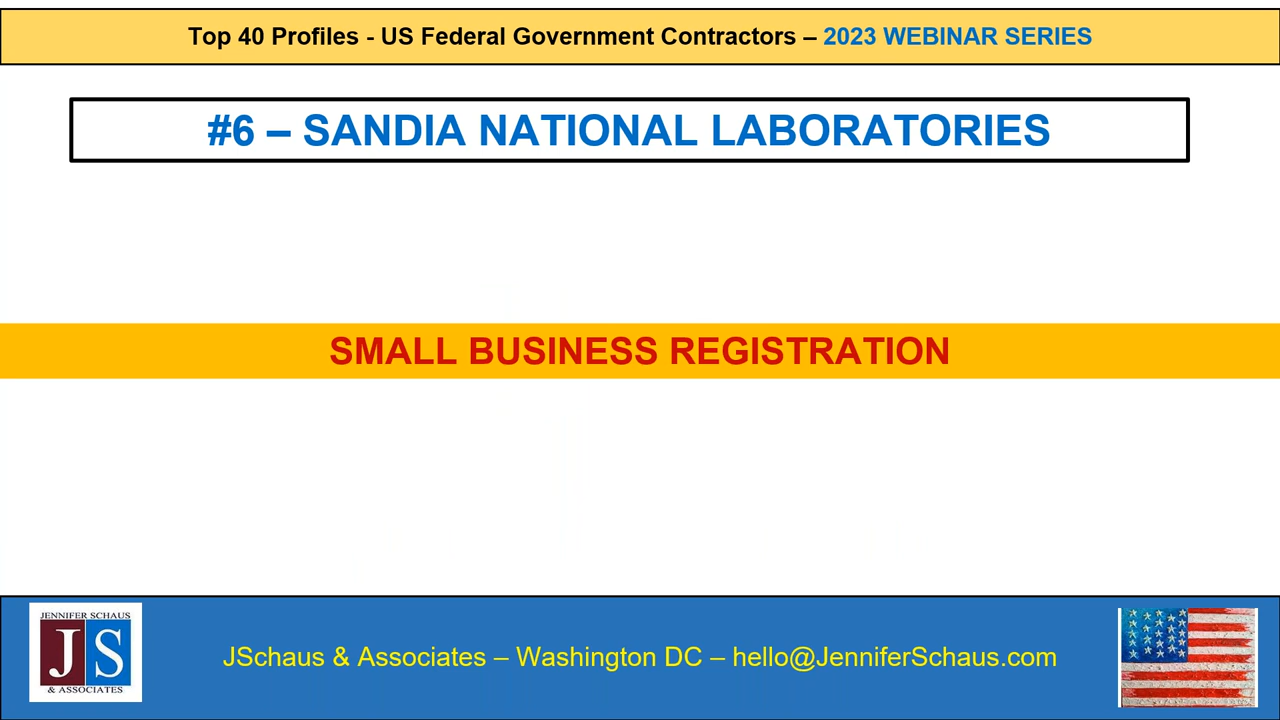 Top 40 Profiles - US Federal Government Contractors – 2023 WEBINAR SERIES
#6 – SANDIA NATIONAL LABORATORIES
SMALL BUSINESS REGISTRATION
JENNIFER SCHAUS
JS
& ASSOCIATES
JSchaus & Associates – Washington DC – hello@JenniferSchaus.com